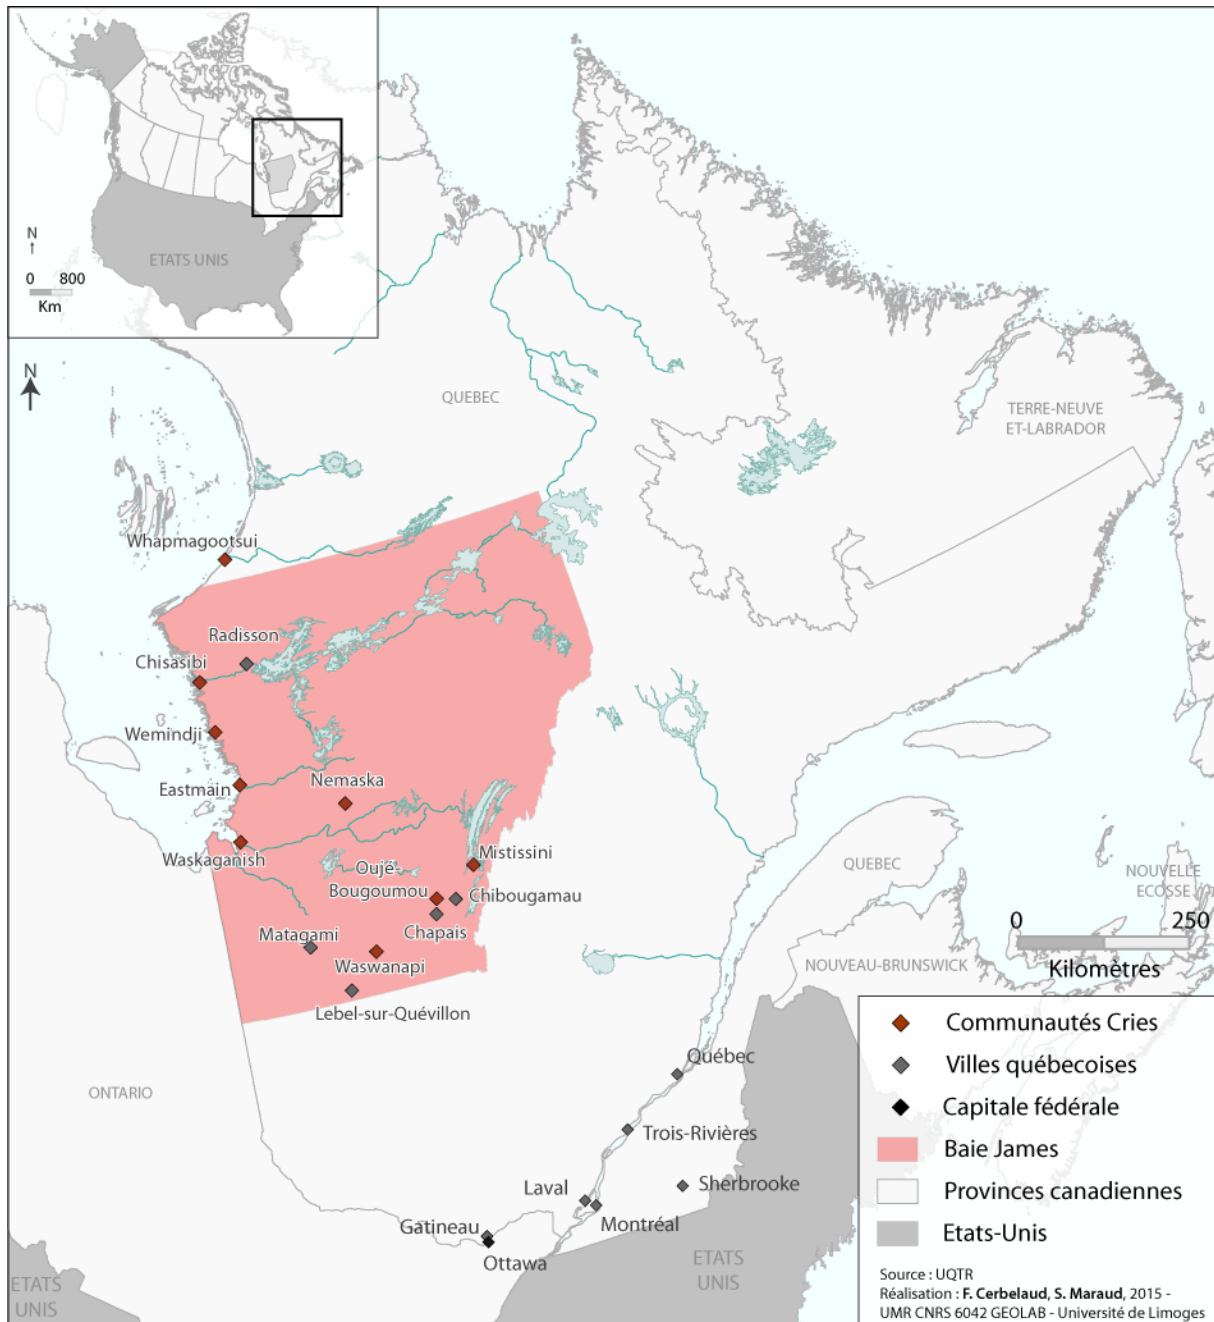 ETATS UNIS
N
0 800
Km
N
QUEBEC
TERRE-NEUVE
ET-LABRADOR
Whapmagootsui
Radisson
Chisasibi
Wemindji
Eastmain
Nemaska
Waskaganish
Mistissini
Oujé-
Bougoumou
Chibougamau
Chapais
Matagami
Waswanapi
Lebel-sur-Quévillon
QUEBEC
NOUVELLE
ECOSSE
0 250
Kilomètres
NOUVEAU-BRUNSWICK
ONTARIO
Québec
Trois-Rivières
Sherbrooke
Laval
Montréal
Gatineau
Ottawa
ETATS
UNIS
ETATS
UNIS
Communautés Cries
Villes québecoises
Capitale fédérale
Baie James
Provinces canadiennes
Etats-Unis
Source : UQTR
Réalisation : F. Cerbelaud, S. Maraud, 2015 -
UMR CNRS 6042 GEOLAB - Université de Limoges